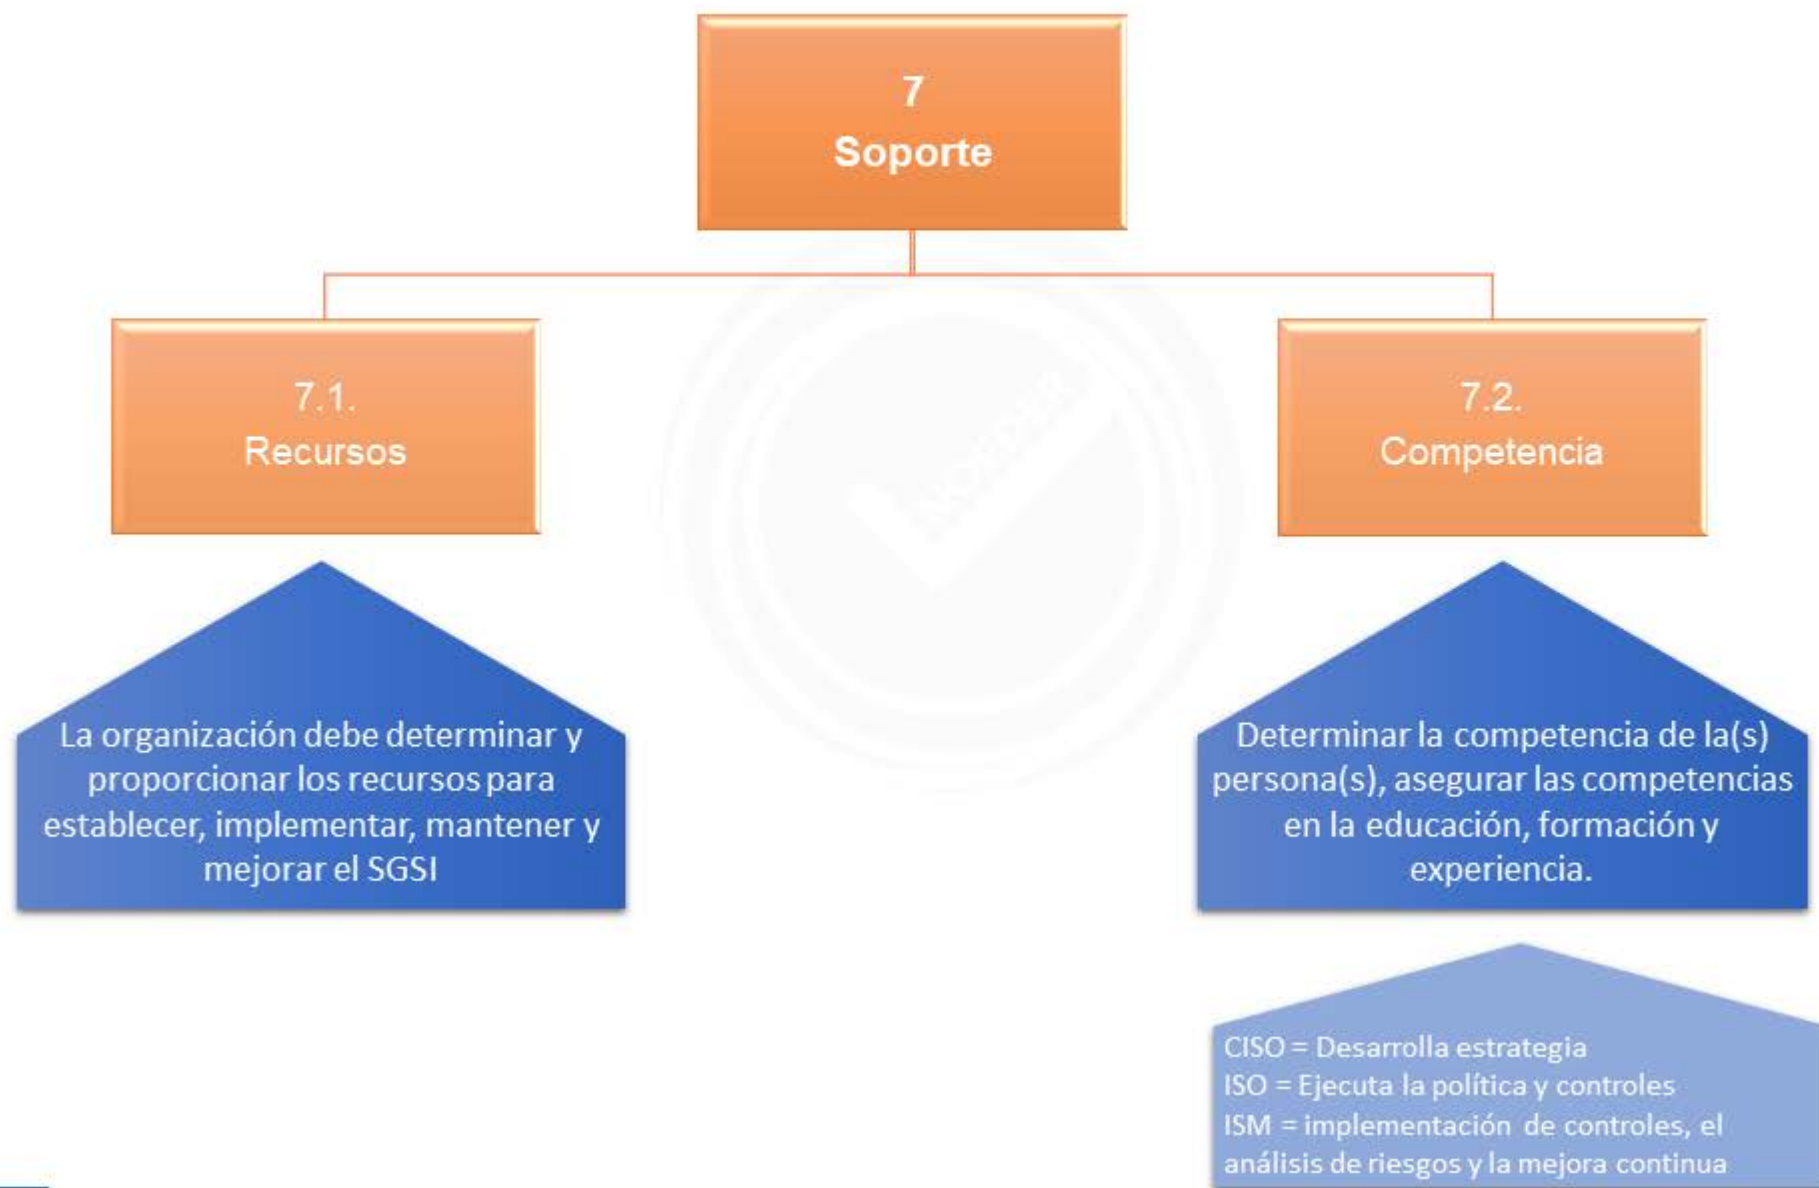 7
Soporte
7.1.
Recursos
7.2.
Competencia
La organización debe determinar y
proporcionar los recursos para
establecer, implementar, mantener y
mejorar el SGSI
Determinar la competencia de la(s)
persona(s), asegurar las competencias
en la educación, formación y
experiencia.
CISO = Desarrolla estrategia
ISO = Ejecuta la política y controles
ISM = implementación de controles, el
análisis de riesgos y la mejora continua